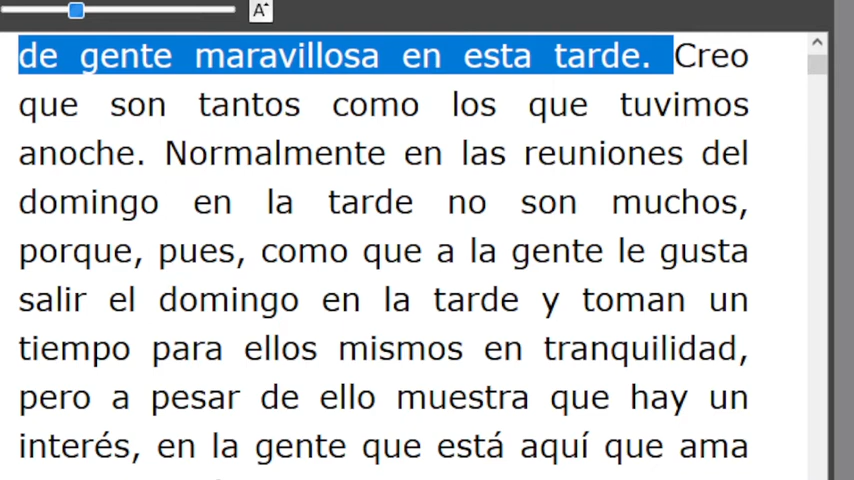 A
de gente maravillosa en esta tarde. Creo
que son tantos como los que tuvimos
anoche. Normalmente en las reuniones del
domingo en la tarde no son muchos,
porque, pues, como que a la gente le gusta
salir el domingo en la tarde y toman un
tiempo para ellos mismos en tranquilidad,
pero a pesar de ello muestra que hay un
interés, en la gente que está aquí que ama